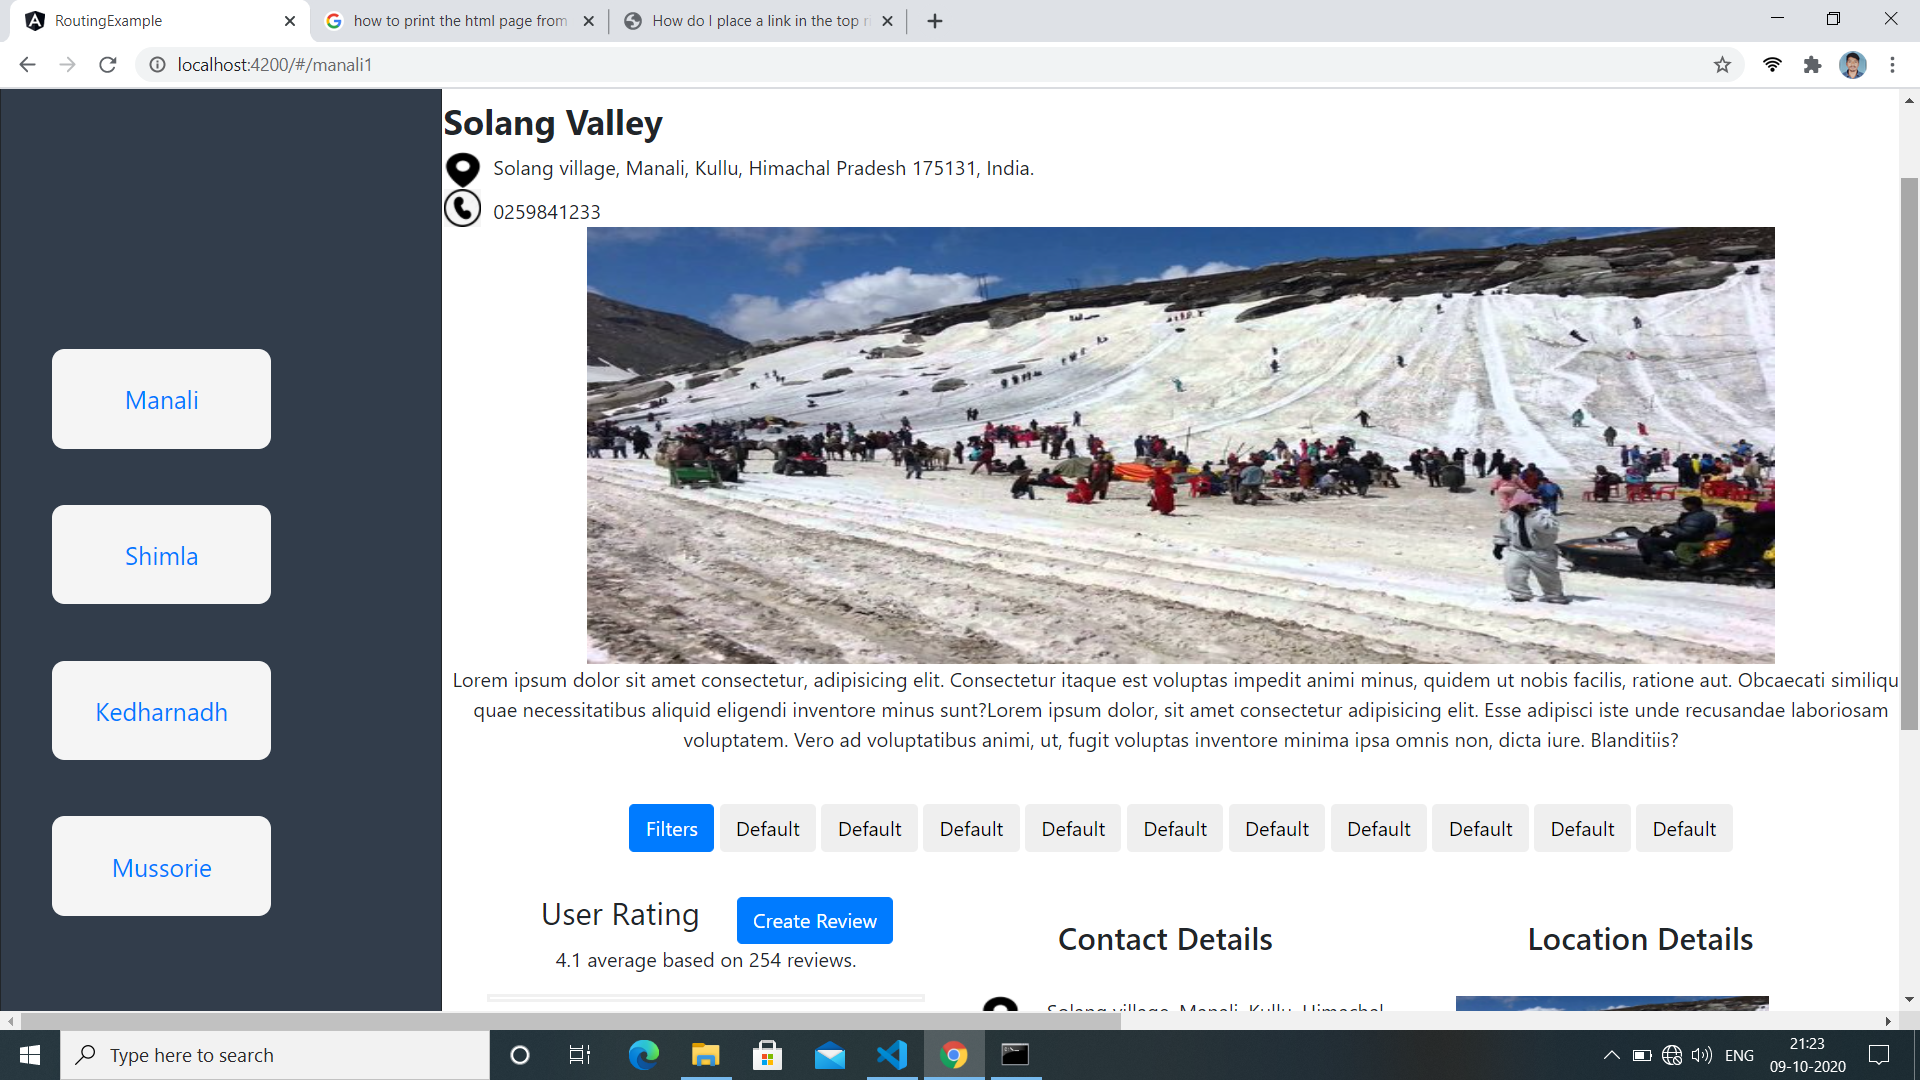 RoutingExample
how to print the html page from
How do I place a link in the top ri
localhost:4200/#/manali1
Solang Valley
Solang village, Manali, Kullu, Himachal Pradesh 175131, India.
0259841233
Manali
Shimla
Kedharnadh
Mussorie
Lorem ipsum dolor sit amet consectetur, adipisicing elit. Consectetur itaque est voluptas impedit animi minus, quidem ut nobis facilis, ratione aut. Obcaecati similiqu
quae necessitatibus aliquid eligendi inventore minus sunt?Lorem ipsum dolor, sit amet consectetur adipisicing elit. Esse adipisci iste unde recusandae laboriosam
voluptatem. Vero ad voluptatibus animi, ut, fugit voluptas inventore minima ipsa omnis non, dicta iure. Blanditiis?
Filters Default Default Default Default Default Default Default Default Default Default
User Rating Create Review
4.1 average based on 254 reviews.
Contact Details
Location Details
Solang village, Manali, Kullu, Himachal
Type here to search
ENG
21:23
09-10-2020